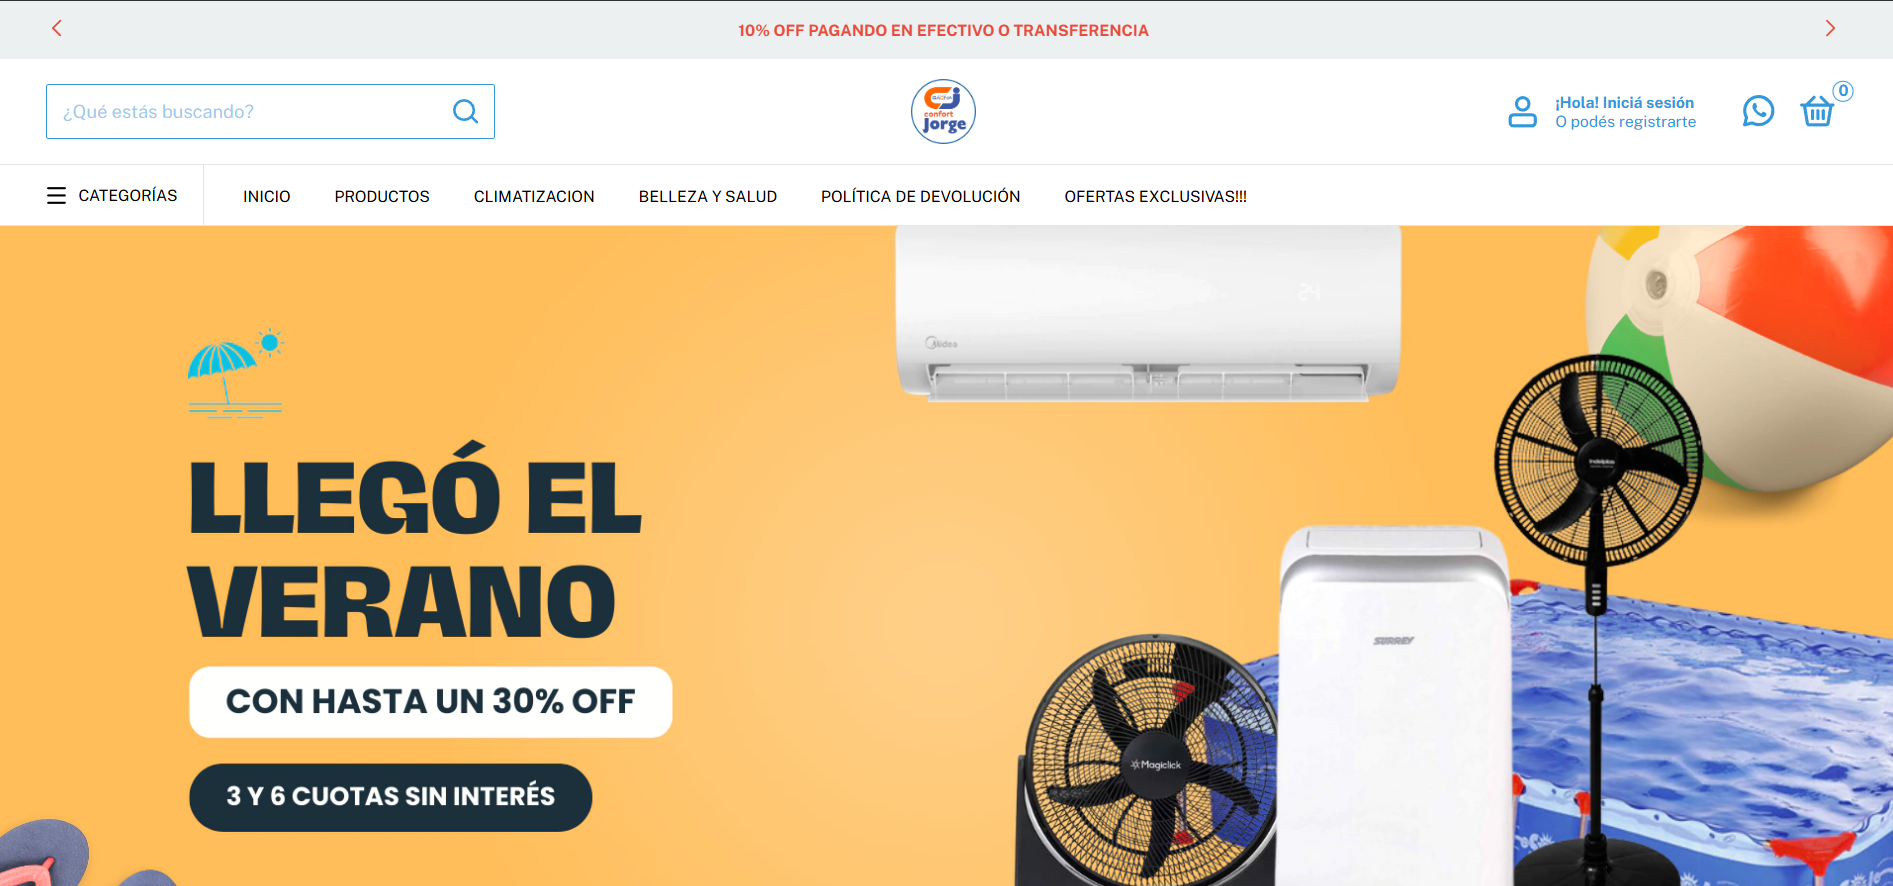 10% OFF PAGANDO EN EFECTIVO O TRANSFERENCIA
¿Qué estás buscando?
confort
Jorge
¡Hola! Iniciá sesión
O podés registrarte
0
CATEGORÍAS
INICIO
PRODUCTOS
CLIMATIZACION
BELLEZA Y SALUD
POLÍTICA DE DEVOLUCIÓN
OFERTAS EXCLUSIVAS!!!
24
Midea
LLEGÓ EL
VERANO
CON HASTA UN 30% OFF
3 Y 6 CUOTAS SIN INTERÉS
Indelplas
SURREY
Magiclick